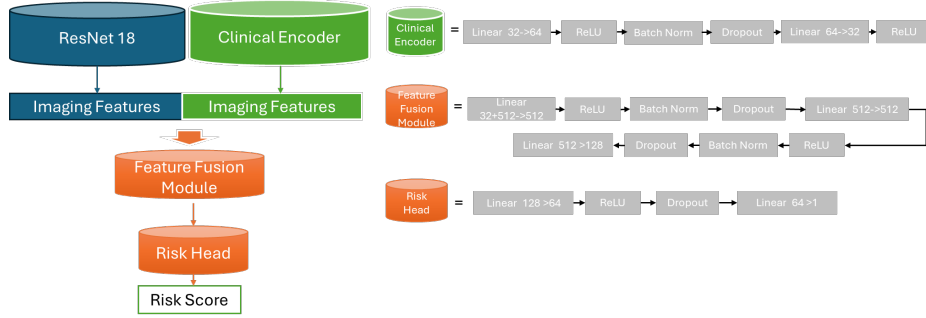 ResNet 18
Clinical Encoder
Imaging Features
Imaging Features
Feature Fusion
Module
Risk Head
Risk Score
Clinical
Encoder
=
Linear 32->64
ReLU
Batch Norm
Dropout
Linear 64->32
ReLU
Feature
Fusion
Module
=
Linear
32+512->512
ReLU
Batch Norm
Dropout
Linear 512->512
Linear 512 >128
Dropout
Batch Norm
ReLU
Risk
Head
=
Linear 128 >64
ReLU
Dropout
Linear 64 >1